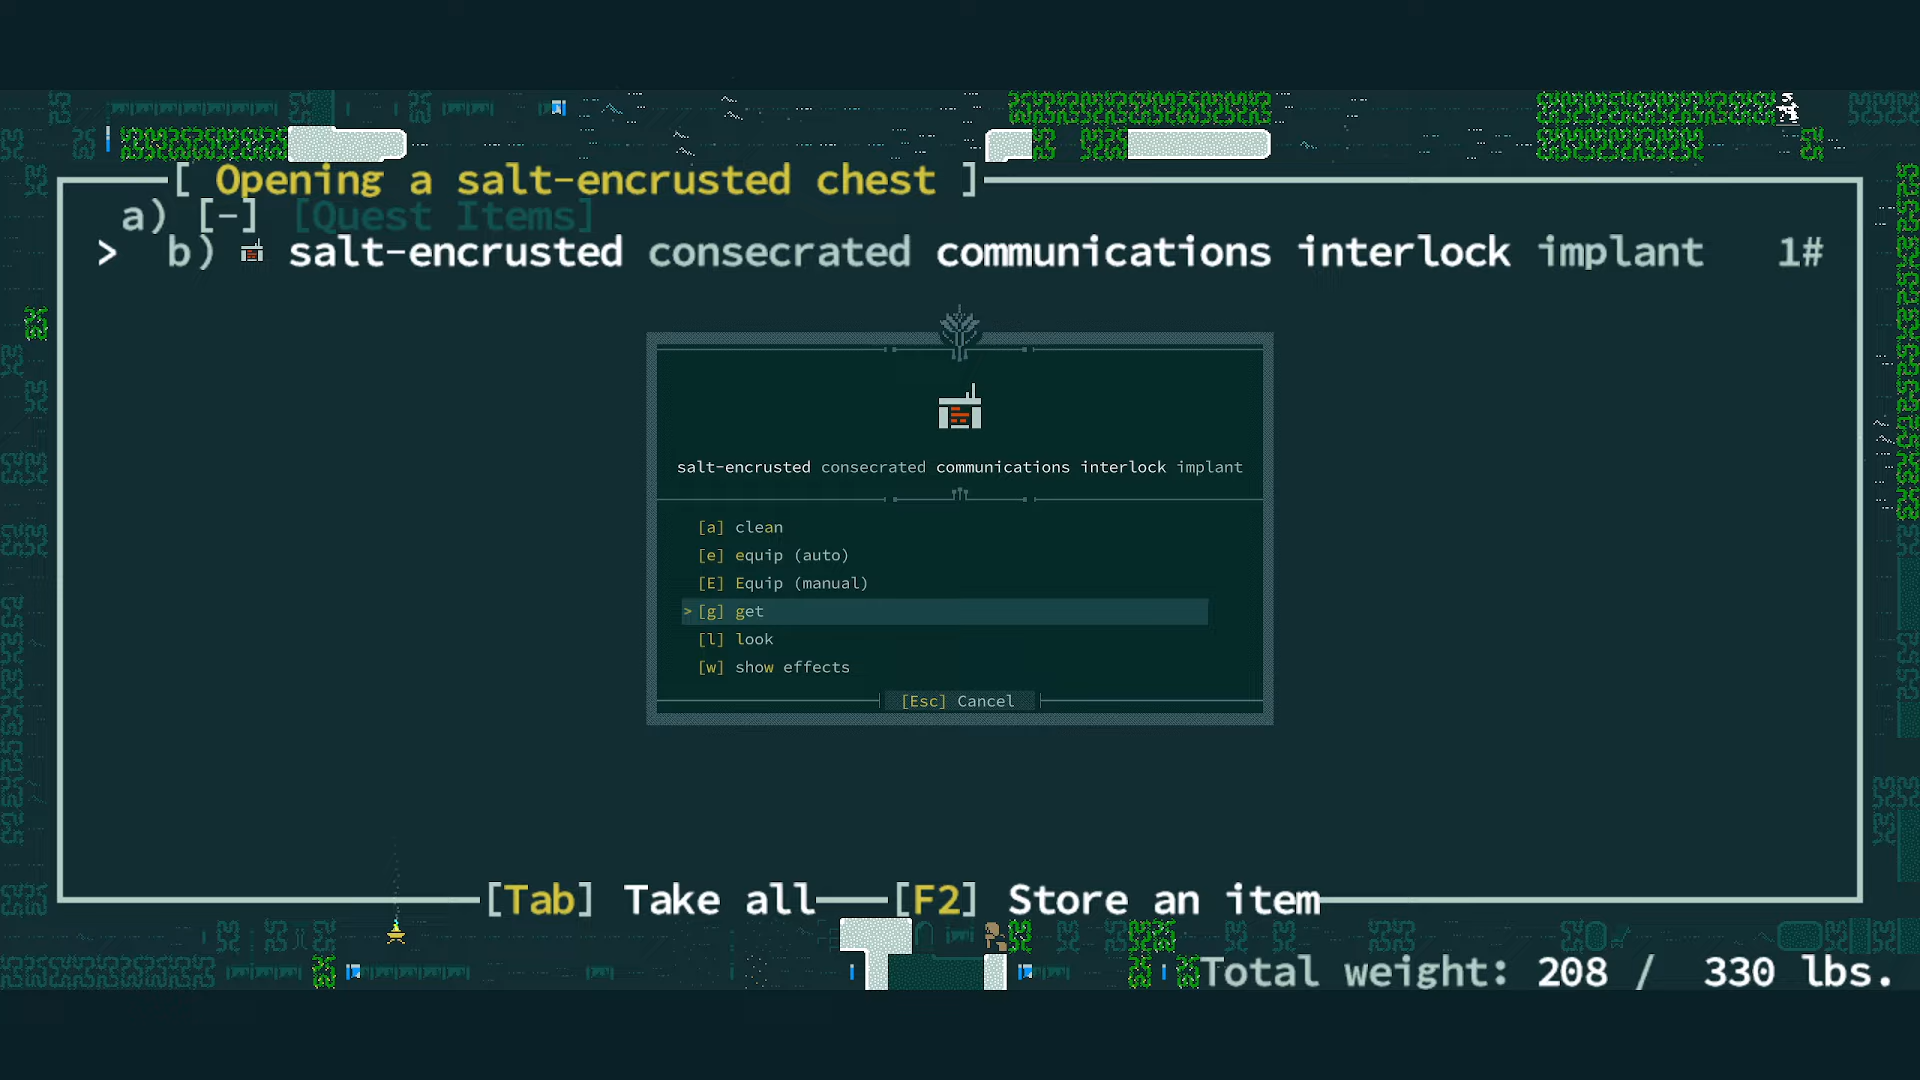 [ Opening a salt-encrusted chest ]
a) [-] [Quest Items]
> b) salt-encrusted consecrated communications interlock implant 1#
salt-encrusted consecrated communications interlock implant
[a] clean
[e] equip (auto)
[E] Equip (manual)
>[g] get
[l] look
[w] show effects
[Esc] Cancel
[Tab] Take all [F2] Store an item
Total weight: 208 / 330 lbs.